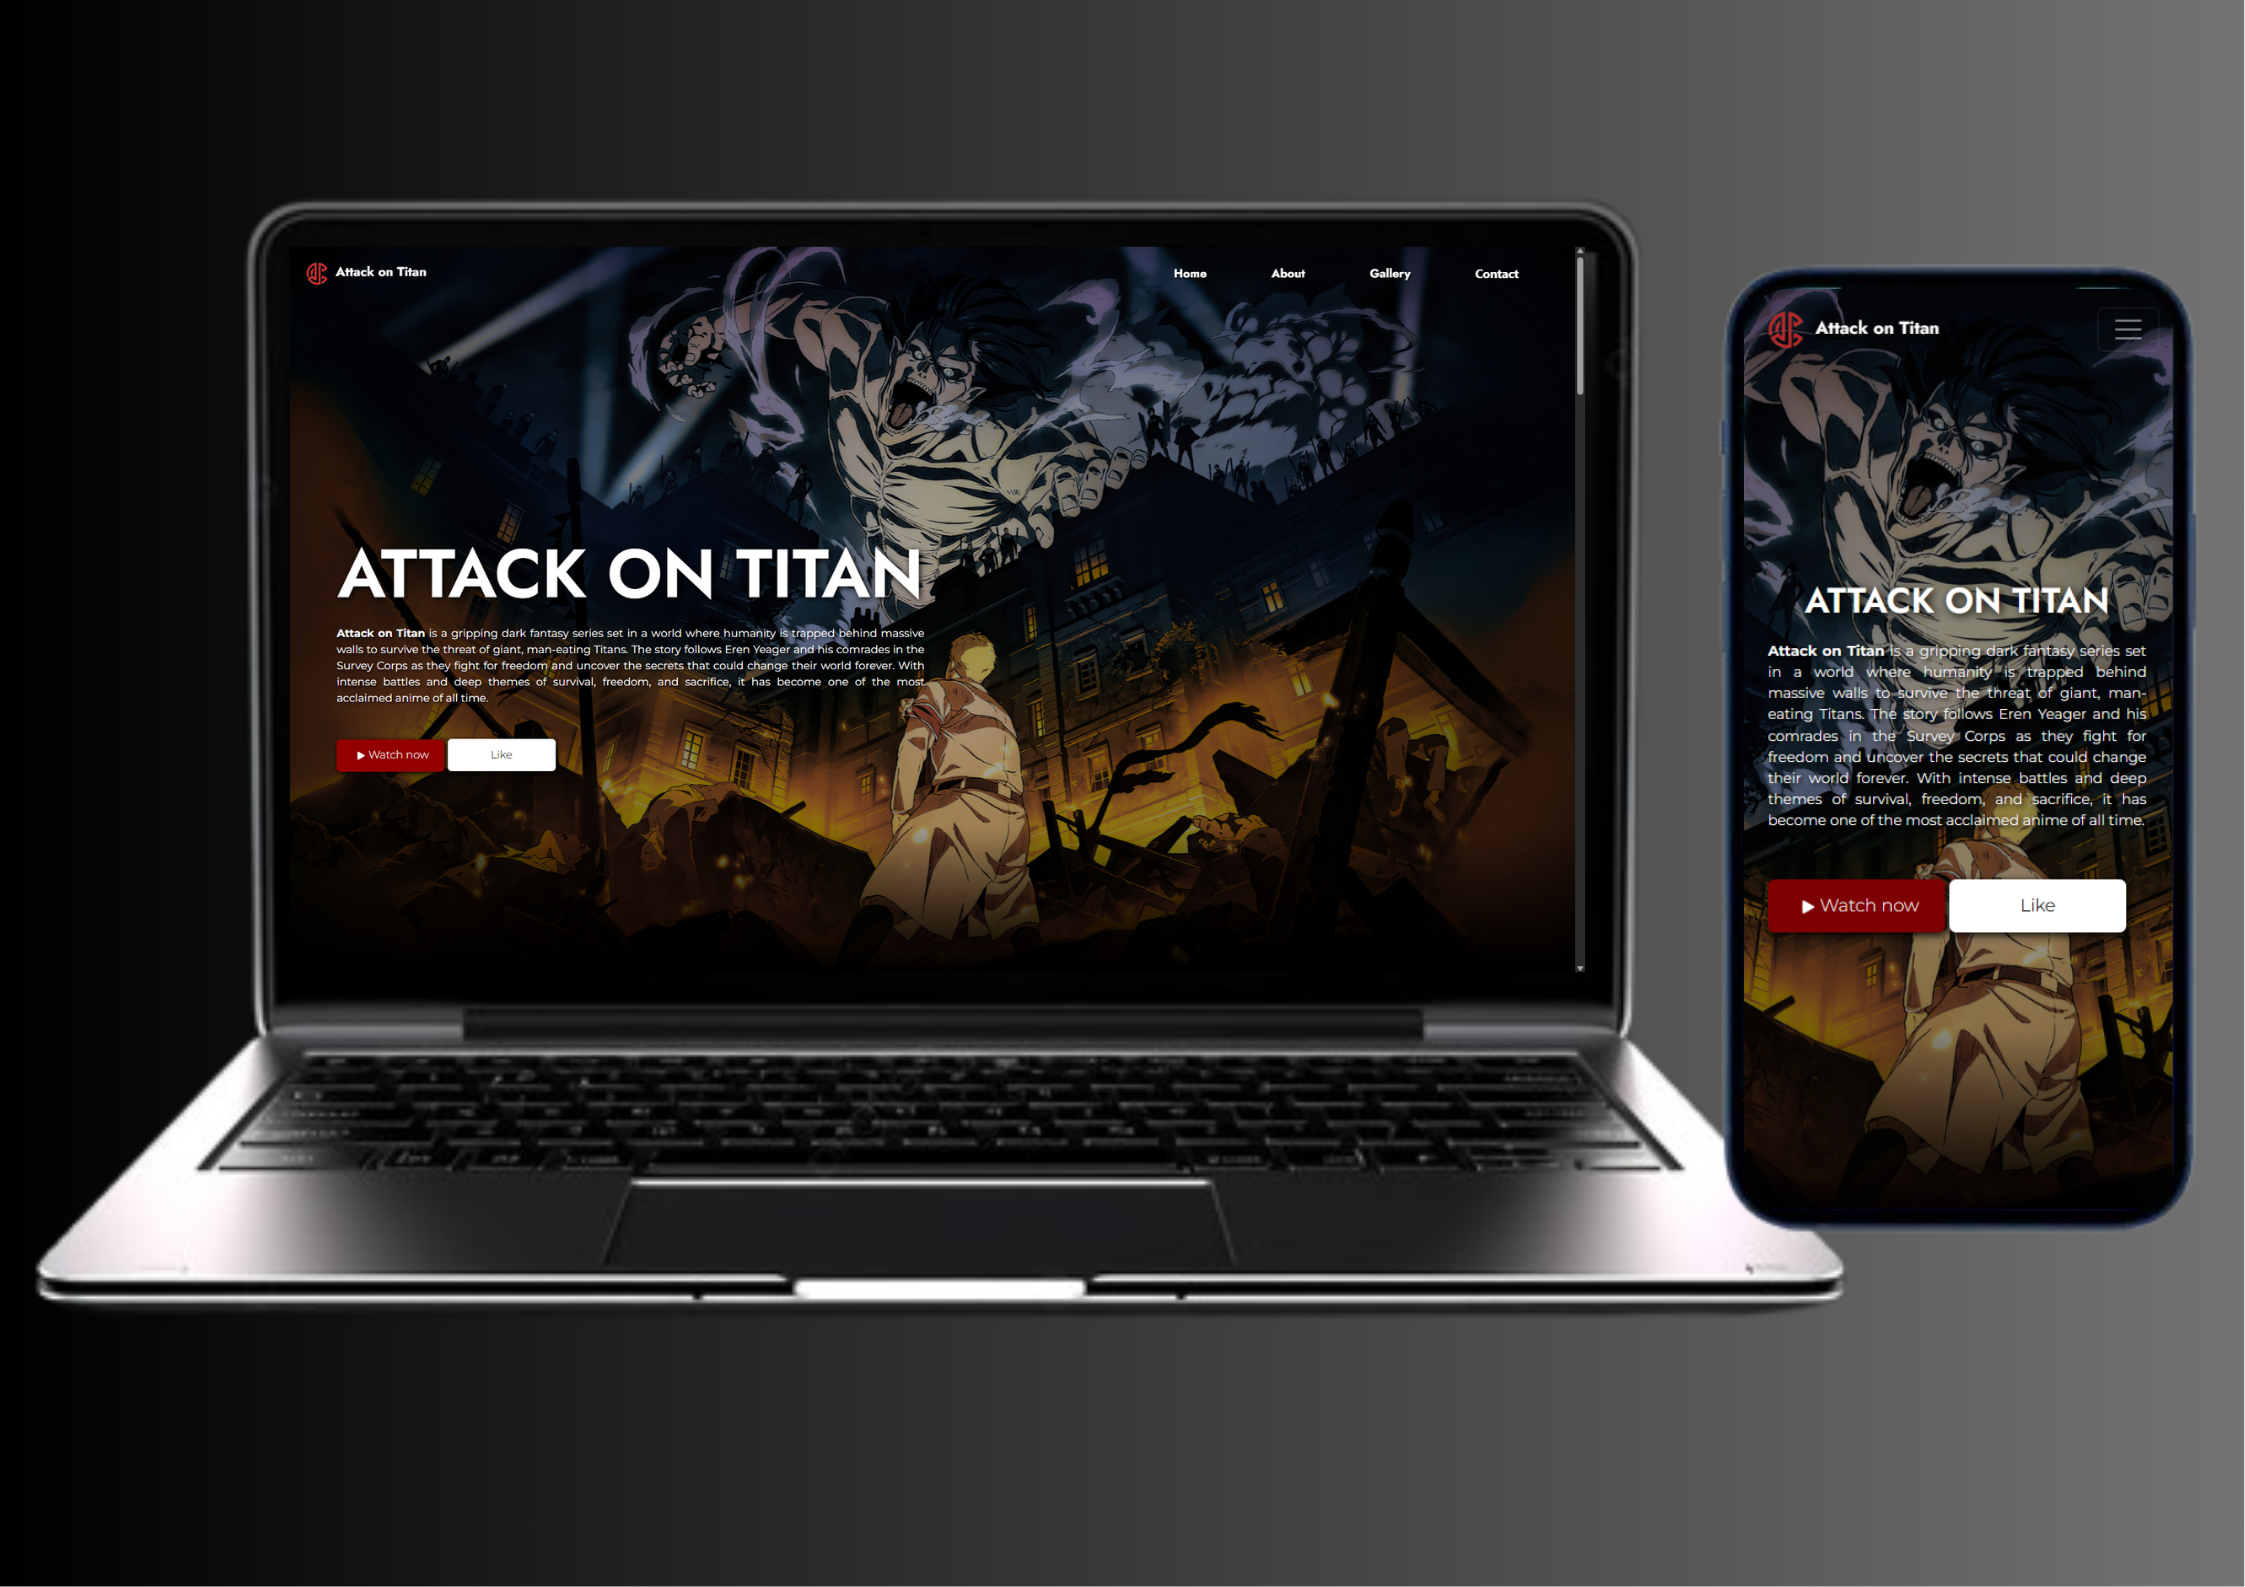 Attack on Titan
Home About Gallery Contact
ATTACK ON TITAN
Attack on Titan is a gripping dark fantasy series set in a world where humanity is trapped behind massive
walls to survive the threat of giant, man-eating Titans. The story follows Eren Yeager and his comrades in the
Survey Corps as they fight for freedom and uncover the secrets that could change their world forever. With
intense battles and deep themes of survival, freedom, and sacrifice, it has become one of the most
acclaimed anime of all time.
Watch now Like
Attack on Titan
ATTACK ON TITAN
Attack on Titan is a gripping dark fantasy series set
in a world where humanity is trapped behind
massive walls to survive the threat of giant, man-
eating Titans. The story follows Eren Yeager and his
comrades in the Survey Corps as they fight for
freedom and uncover the secrets that could change
their world forever. With intense battles and deep
themes of survival, freedom, and sacrifice, it has
become one of the most acclaimed anime of all time.
Watch now Like